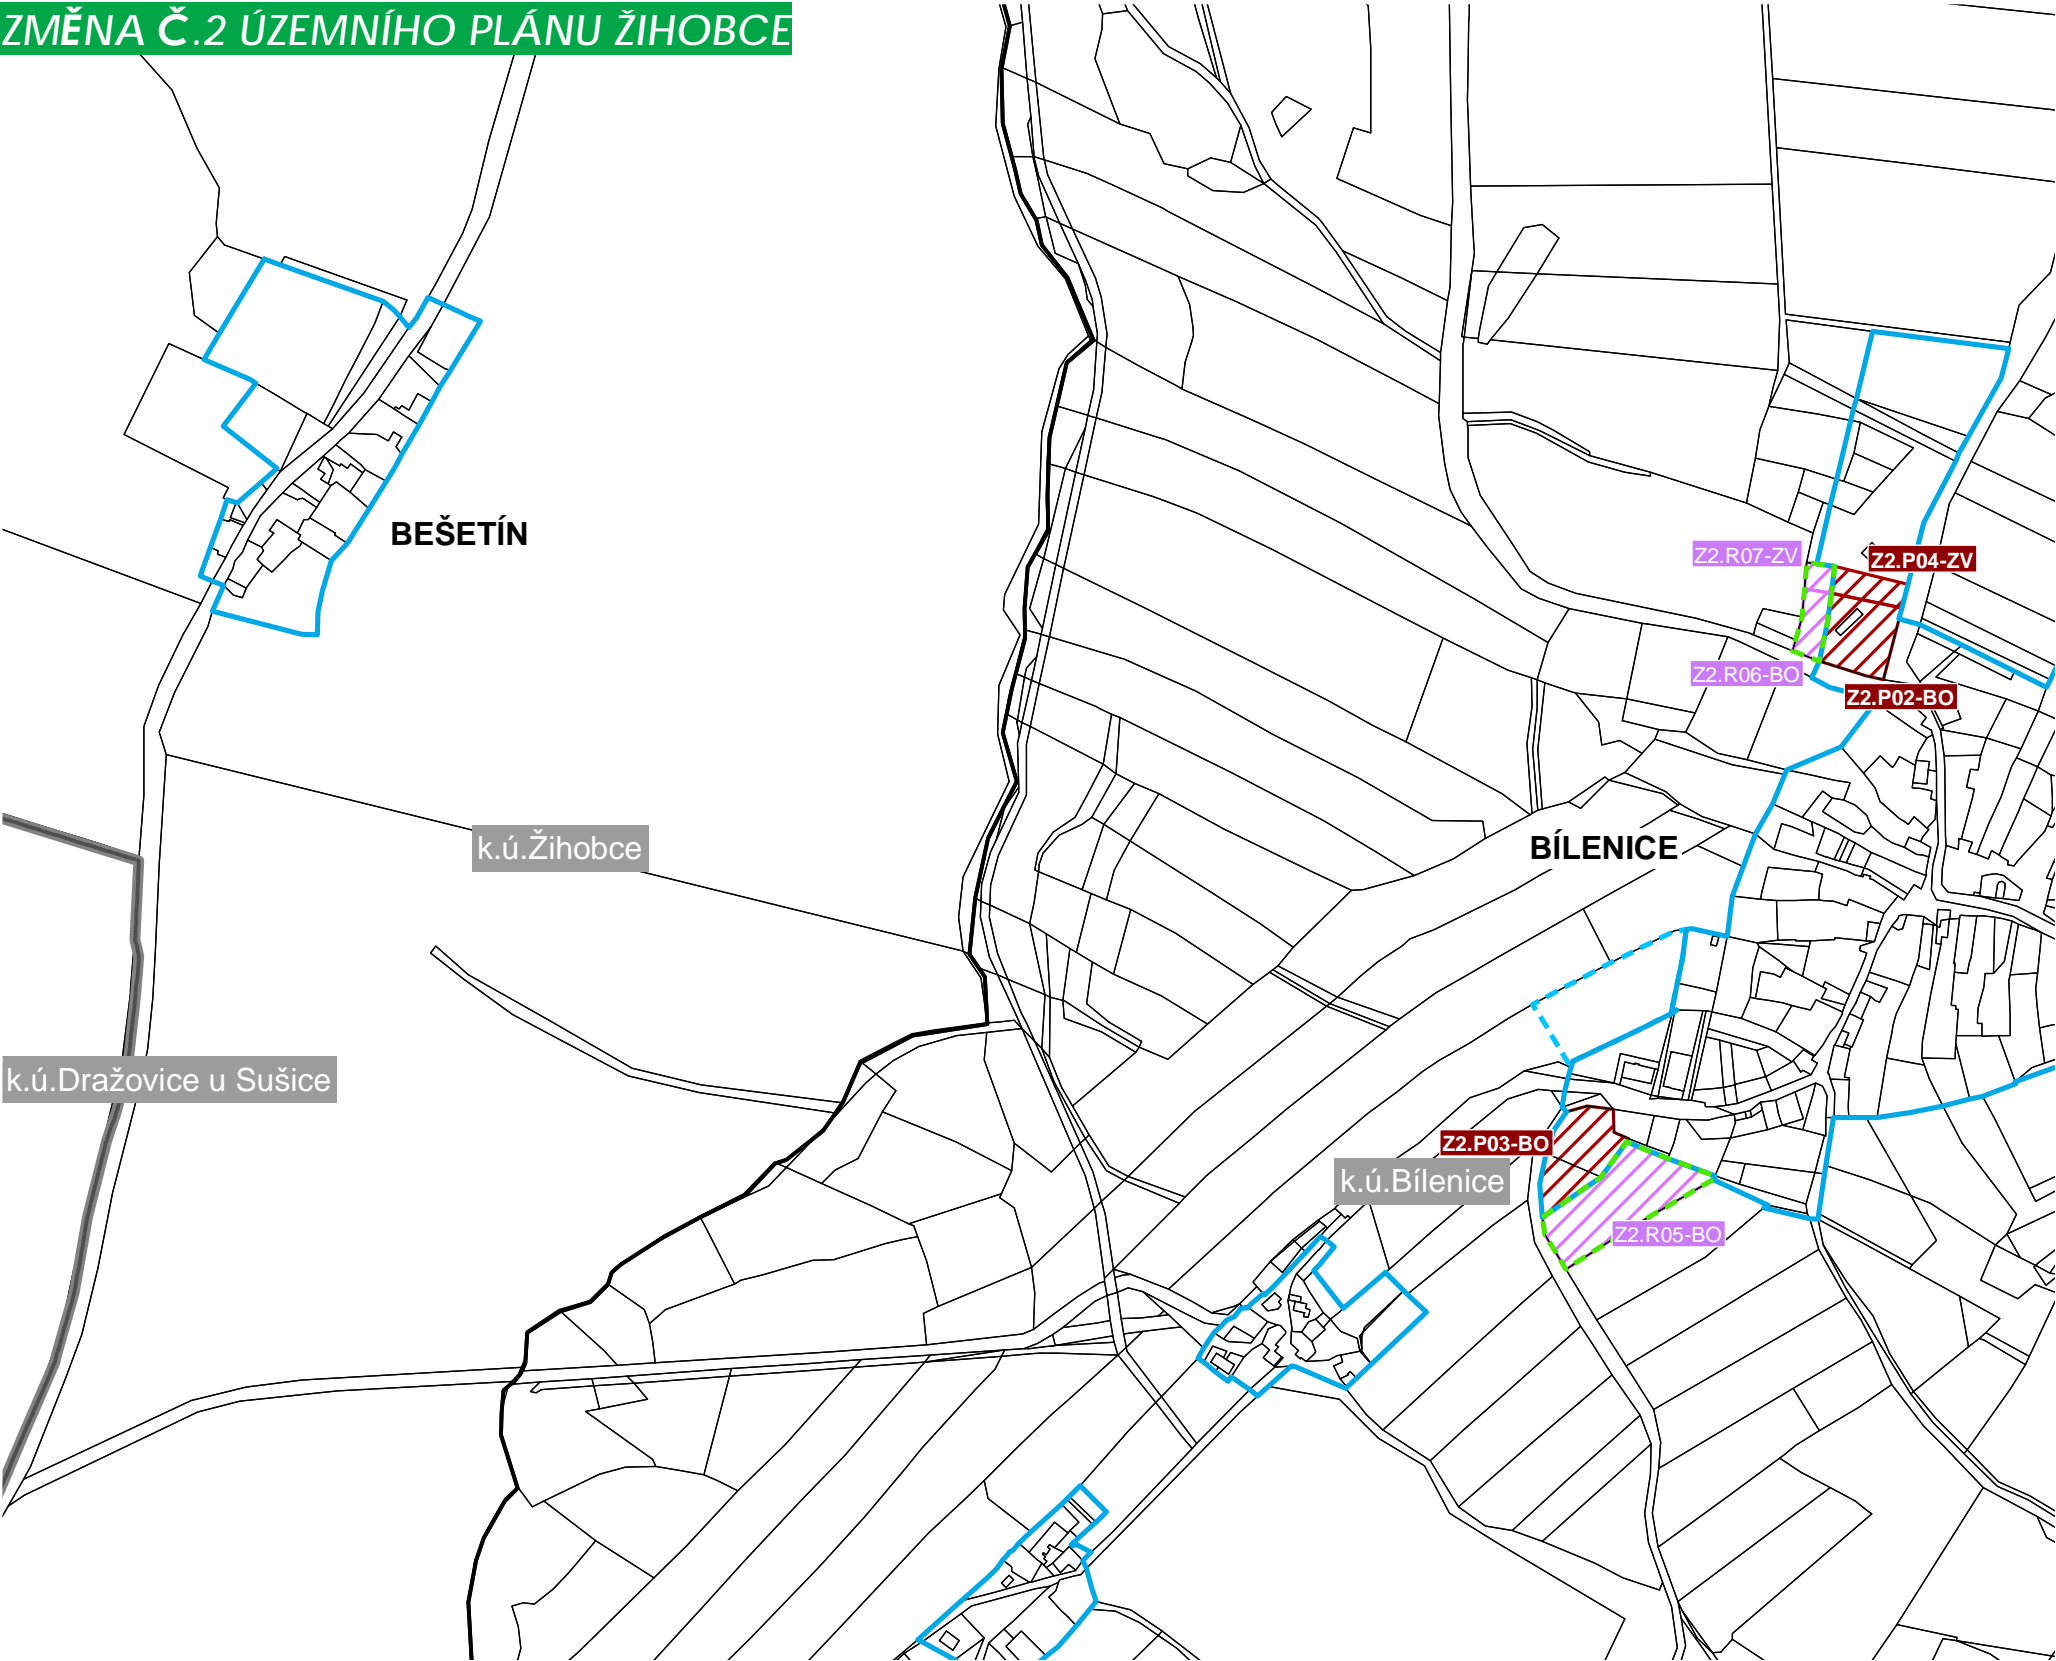 ZMĚNA Č.2 ÚZEMNÍHO PLÁNU ŽIHOBCE
BEŠETÍN
Z2.R07-ZV
Z2.P04-ZV
Z2.R06-BO
Z2.P02-BO
k.ú.Žihobce
BÍLENICE
k.ú.Dražovice u Sušice
Z2.P03-BO
k.ú.Bílenice
Z2.R05-BO